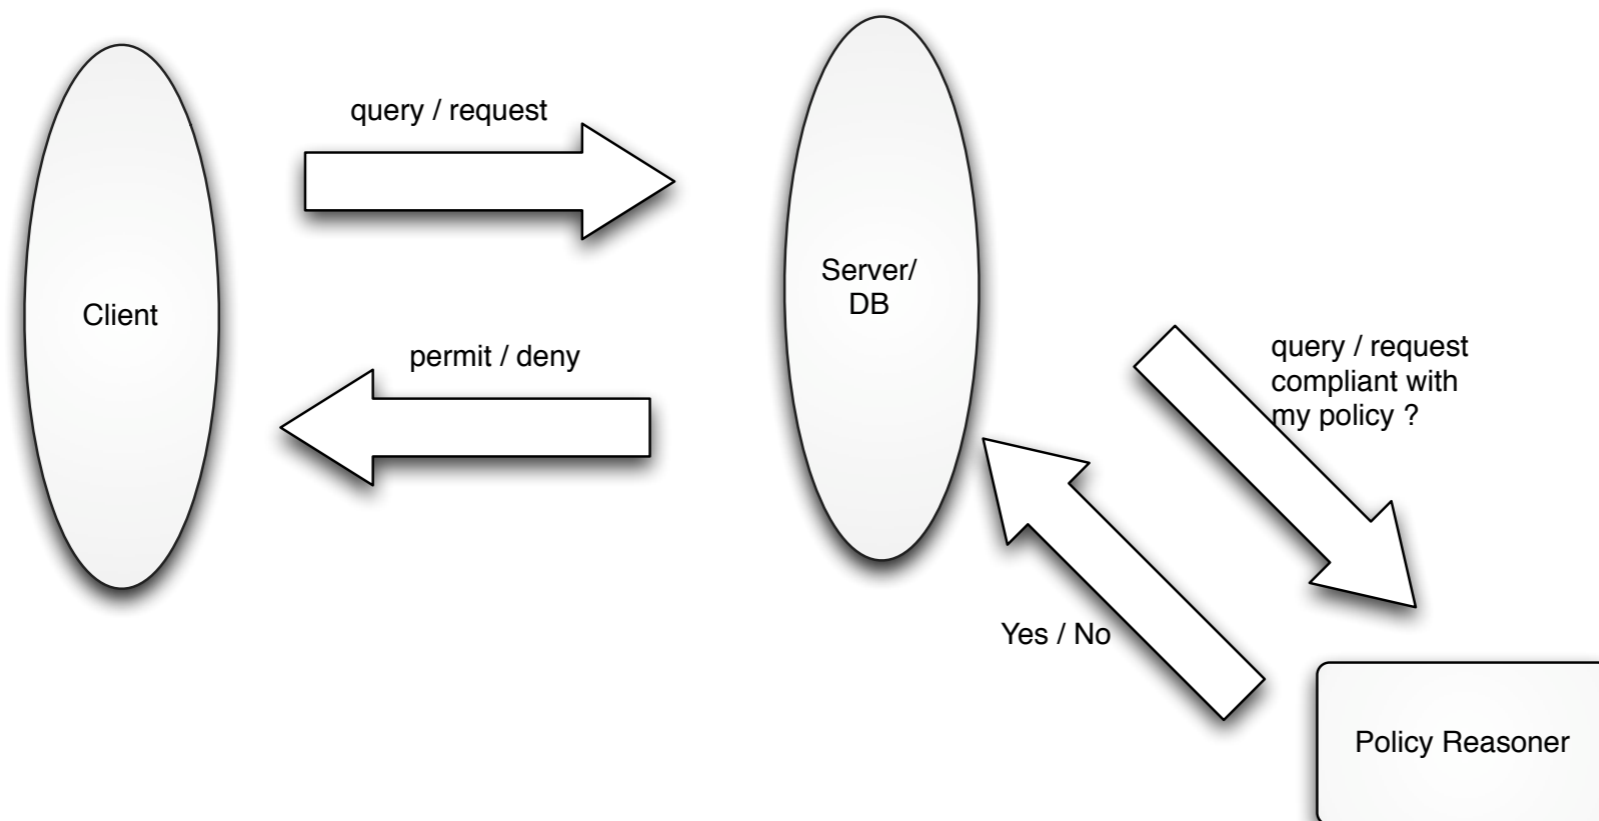 query / request
Client
Server/
DB
permit / deny
query / request
compliant with
my policy ?
Yes / No
Policy Reasoner